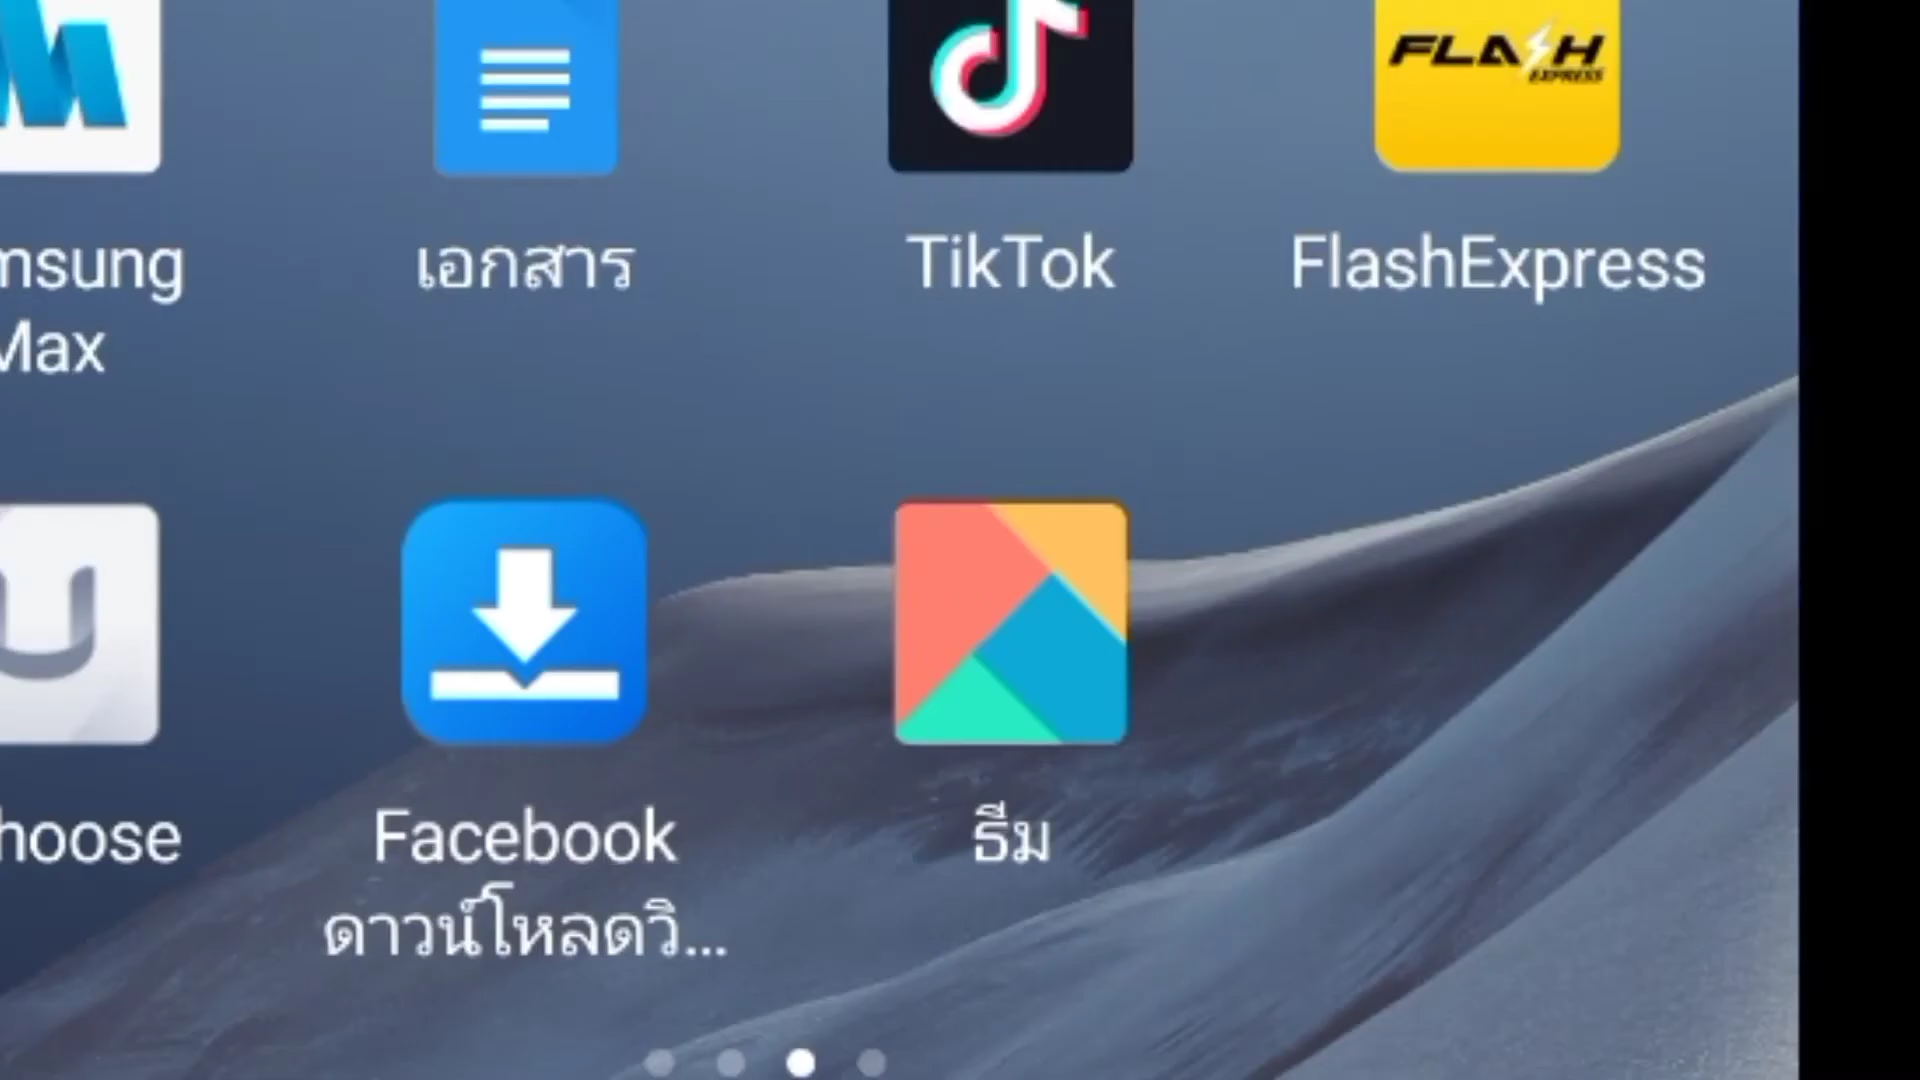 FLASH
EXPRESS
msung
Max
เอกสาร
TikTok
FlashExpress
hoose
Facebook
ดาวน์โหลดวิ...
ธีม